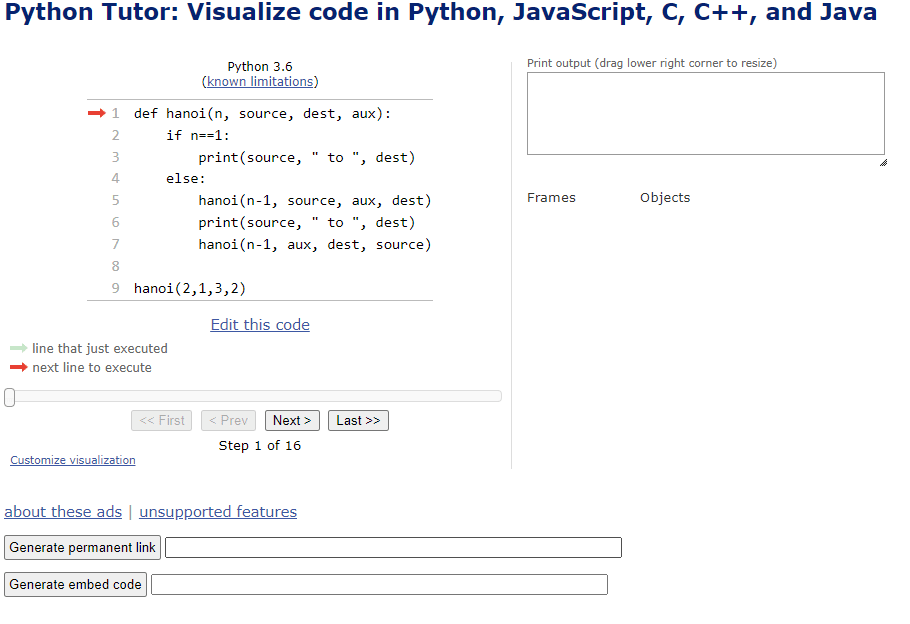 Python Tutor: Visualize code in Python, JavaScript, C, C++, and Java
Python 3.6
(known limitations)
1 def hanoi(n, source, dest, aux):
2     if n==1:
3         print(source, " to ", dest)
4     else:
5         hanoi(n-1, source, aux, dest)
6         print(source, " to ", dest)
7         hanoi(n-1, aux, dest, source)
8
9 hanoi(2,1,3,2)
Edit this code
line that just executed
next line to execute
<< First < Prev Next > Last >>
Step 1 of 16
Customize visualization
Print output (drag lower right corner to resize)
Frames Objects
about these ads | unsupported features
Generate permanent link
Generate embed code